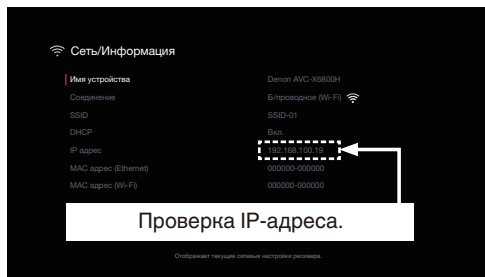 Сеть/Информация
Имя устройства Denon AVC-X6800H
Соединение Б/проводное (Wi-Fi)
SSID SSID-01
DHCP Вкл.
IP адрес 192.168.100.19
MAC адрес (Ethernet) 000000-000000
MAC адрес (Wi-Fi) 000000-000000
Проверка IP-адреса.
Отображает текущие сетевые настройки ресивера.